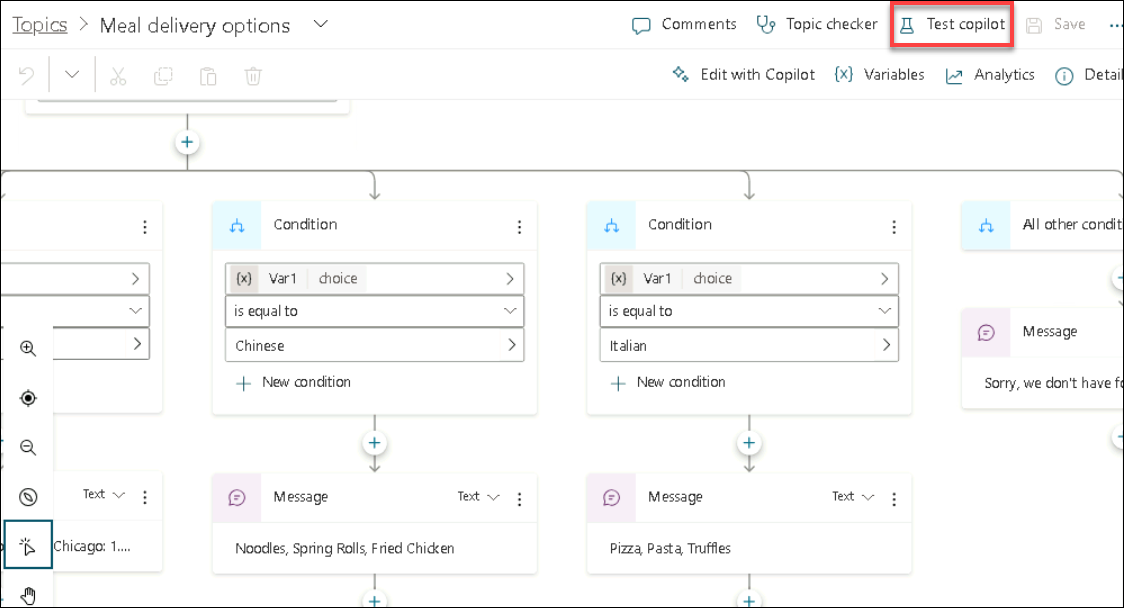 Topics > Meal delivery options
Comments
Topic checker
Test copilot
Save
Edit with Copilot
{x} Variables
Analytics
Detail
Condition
{x} Var1 choice
is equal to
Chinese
New condition
Condition
{x} Var1 choice
is equal to
Italian
New condition
All other conditi
Message
Sorry, we don't have fo
Text
Chicago: 1....
Message
Text
Noodles, Spring Rolls, Fried Chicken
Message
Text
Pizza, Pasta, Truffles